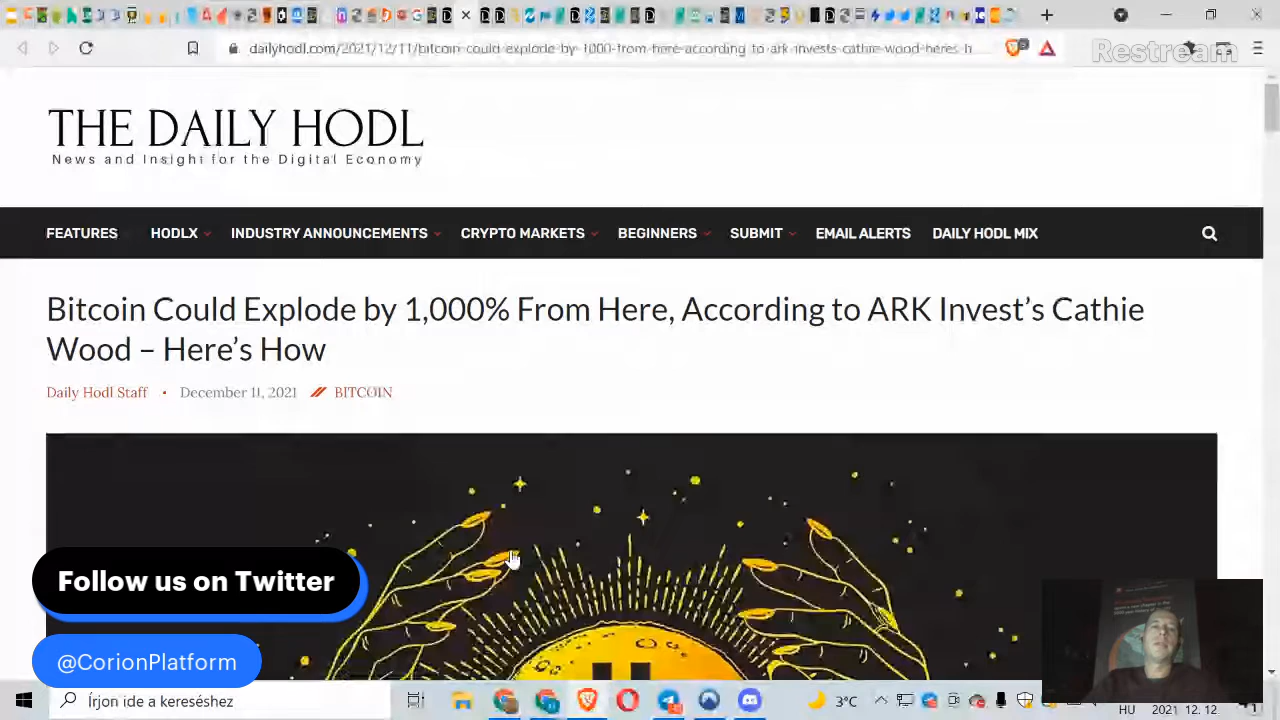 dailyhodl.com/2021/12/11/bitcoin-could-explode-by-1000-from-here-according-to-ark-invests-cathie-wood-heres-h
Restream
THE DAILY HODL
News and Insight for the Digital Economy
FEATURES HODLX INDUSTRY ANNOUNCEMENTS CRYPTO MARKETS BEGINNERS SUBMIT EMAIL ALERTS DAILY HODL MIX
Bitcoin Could Explode by 1,000% From Here, According to ARK Invest's Cathie
Wood – Here's How
Daily Hodl Staff • December 11, 2021 BITCOIN
Follow us on Twitter
@CorionPlatform
Írjon ide a kereséshez
3°C
HU 2021. 12. 12